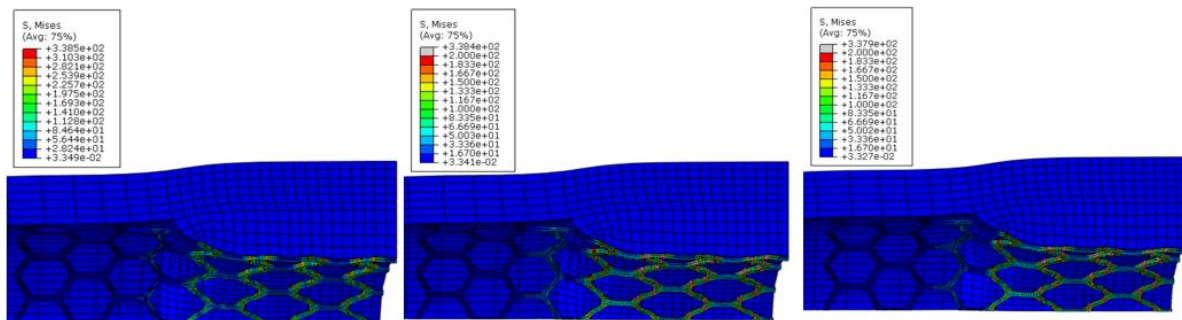 S, Mises
(Avg: 75%)
+3.385e+02
+3.103e+02
+2.821e+02
+2.539e+02
+2.257e+02
+1.975e+02
+1.693e+02
+1.410e+02
+1.128e+02
+8.464e+01
+5.644e+01
+2.824e+01
+3.349e-02
S, Mises
(Avg: 75%)
+3.384e+02
+2.000e+02
+1.833e+02
+1.667e+02
+1.500e+02
+1.333e+02
+1.167e+02
+1.000e+02
+8.335e+01
+6.669e+01
+5.003e+01
+3.336e+01
+1.670e+01
+3.341e-02
S, Mises
(Avg: 75%)
+3.379e+02
+2.000e+02
+1.833e+02
+1.667e+02
+1.500e+02
+1.333e+02
+1.167e+02
+1.000e+02
+8.335e+01
+6.669e+01
+5.002e+01
+3.336e+01
+1.670e+01
+3.327e-02